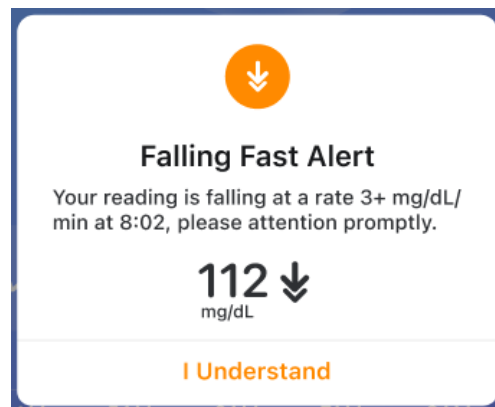 Falling Fast Alert
Your reading is falling at a rate 3+ mg/dL/
min at 8:02, please attention promptly.
112
mg/dL
I Understand